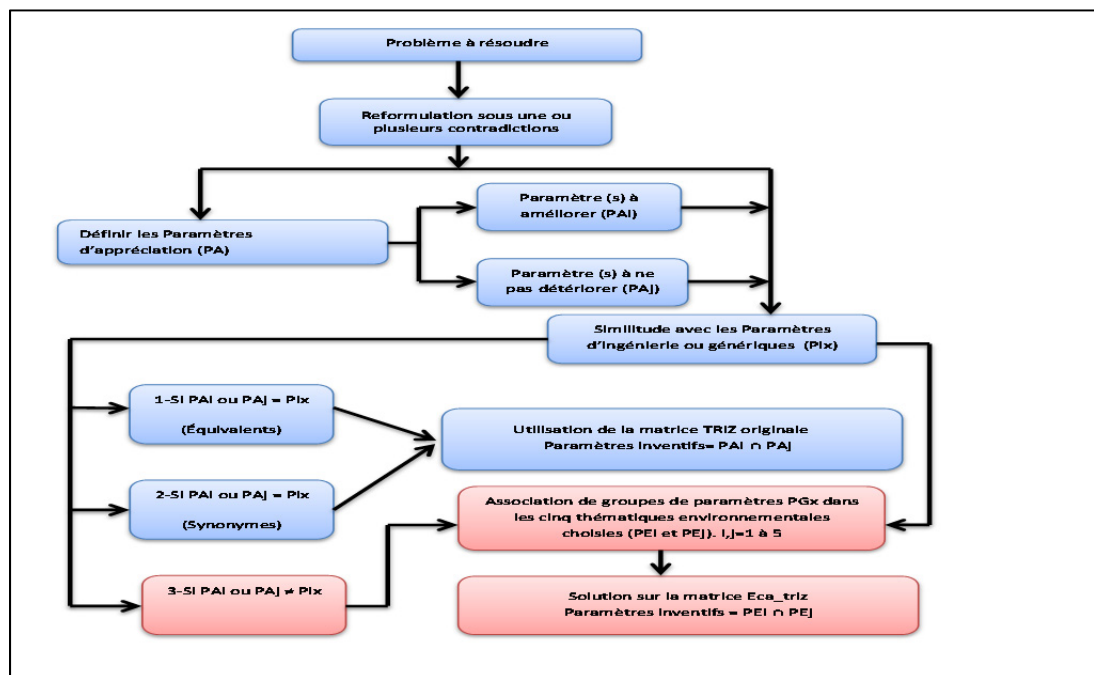 Problème à résoudre
Reformulation sous une ou
plusieurs contradictions
Paramètre (s) à
améliorer (PAi)
Définir les Paramètres
d'appréciation (PA)
Paramètre (s) à ne
pas détériorer (PAj)
Similitude avec les Paramètres
d'ingénierie ou génériques (PIx)
1-Si PAi ou PAj = PIx
(Équivalents)
Utilisation de la matrice TRIZ originale
Paramètres inventifs= PAi ∩ PAj
2-Si PAi ou PAj = PIx
(Synonymes)
Association de groupes de paramètres PGx dans
les cinq thématiques environnementales
choisies (PEi et PEj). i,j=1 à 5
3-Si PAi ou PAj ≠ PIx
Solution sur la matrice Eca_triz
Paramètres inventifs = PEi ∩ PEj